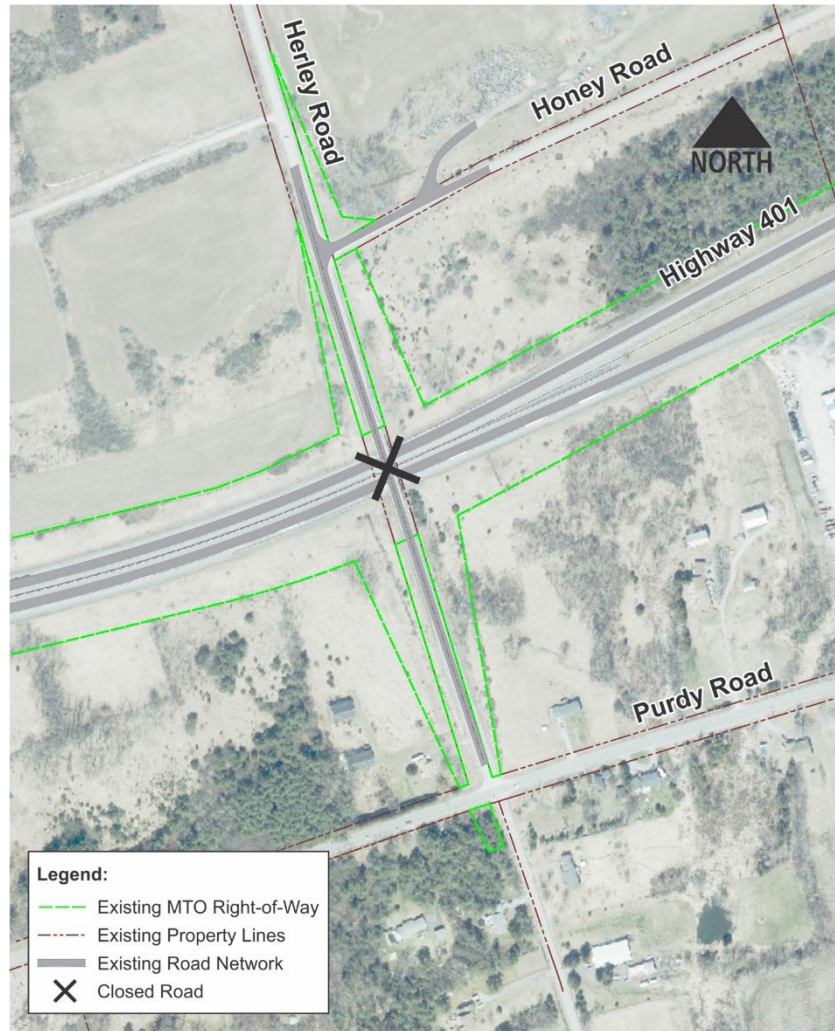 Herley Road
Honey Road
NORTH
Highway 401
Purdy Road
Legend:
Existing MTO Right-of-Way
Existing Property Lines
Existing Road Network
Closed Road